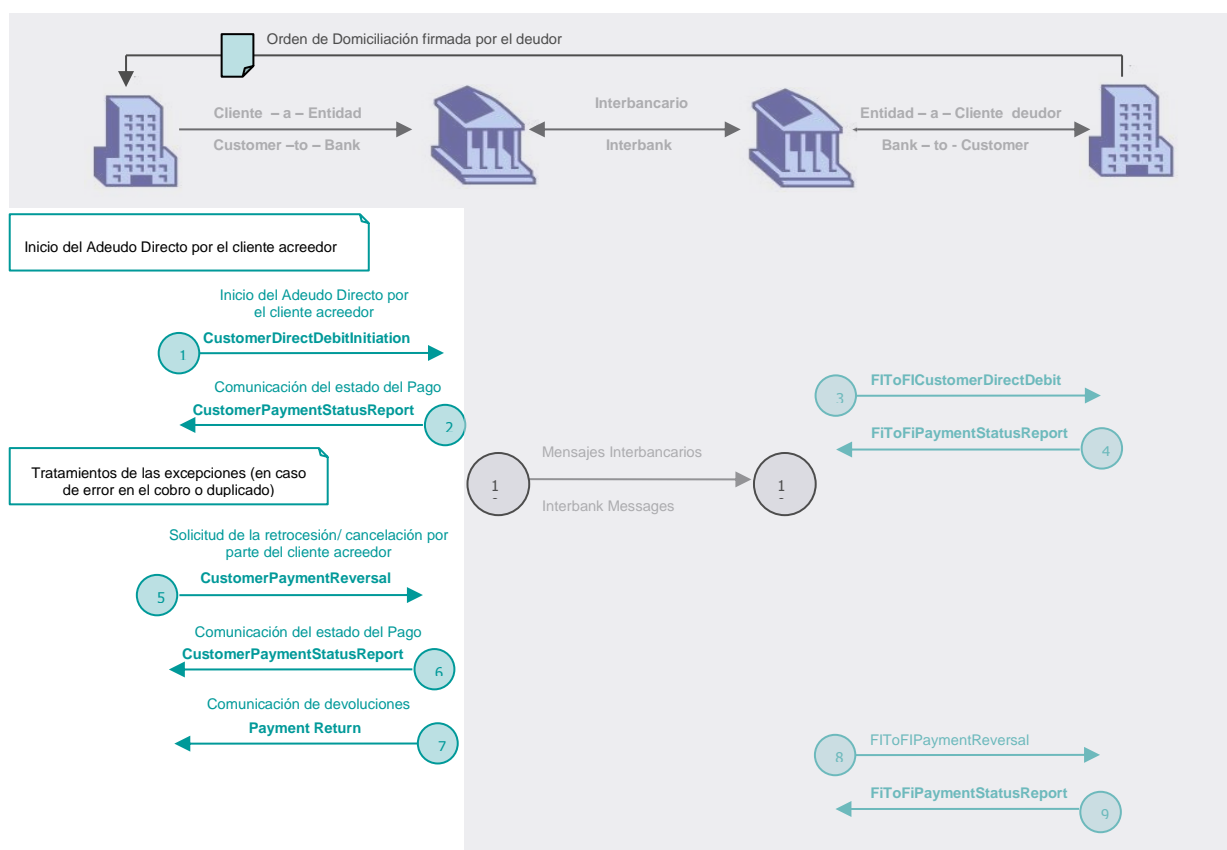 Orden de Domiciliación firmada por el deudor
Cliente – a – Entidad
Customer –to – Bank
Interbancario
Interbank
Entidad – a – Cliente deudor
Bank – to - Customer
Inicio del Adeudo Directo por el cliente acreedor
Inicio del Adeudo Directo por
el cliente acreedor
CustomerDirectDebitInitiation
1
Comunicación del estado del Pago
CustomerPaymentStatusReport
2
FIToFICustomerDirectDebit
3
FiToFiPaymentStatusReport
4
Tratamientos de las excepciones (en caso
de error en el cobro o duplicado)
Mensajes Interbancarios
1
1
Interbank Messages
Solicitud de la retrocesión/ cancelación por
parte del cliente acreedor
CustomerPaymentReversal
5
Comunicación del estado del Pago
CustomerPaymentStatusReport
6
Comunicación de devoluciones
Payment Return
7
FIToFIPaymentReversal
8
FiToFiPaymentStatusReport
9